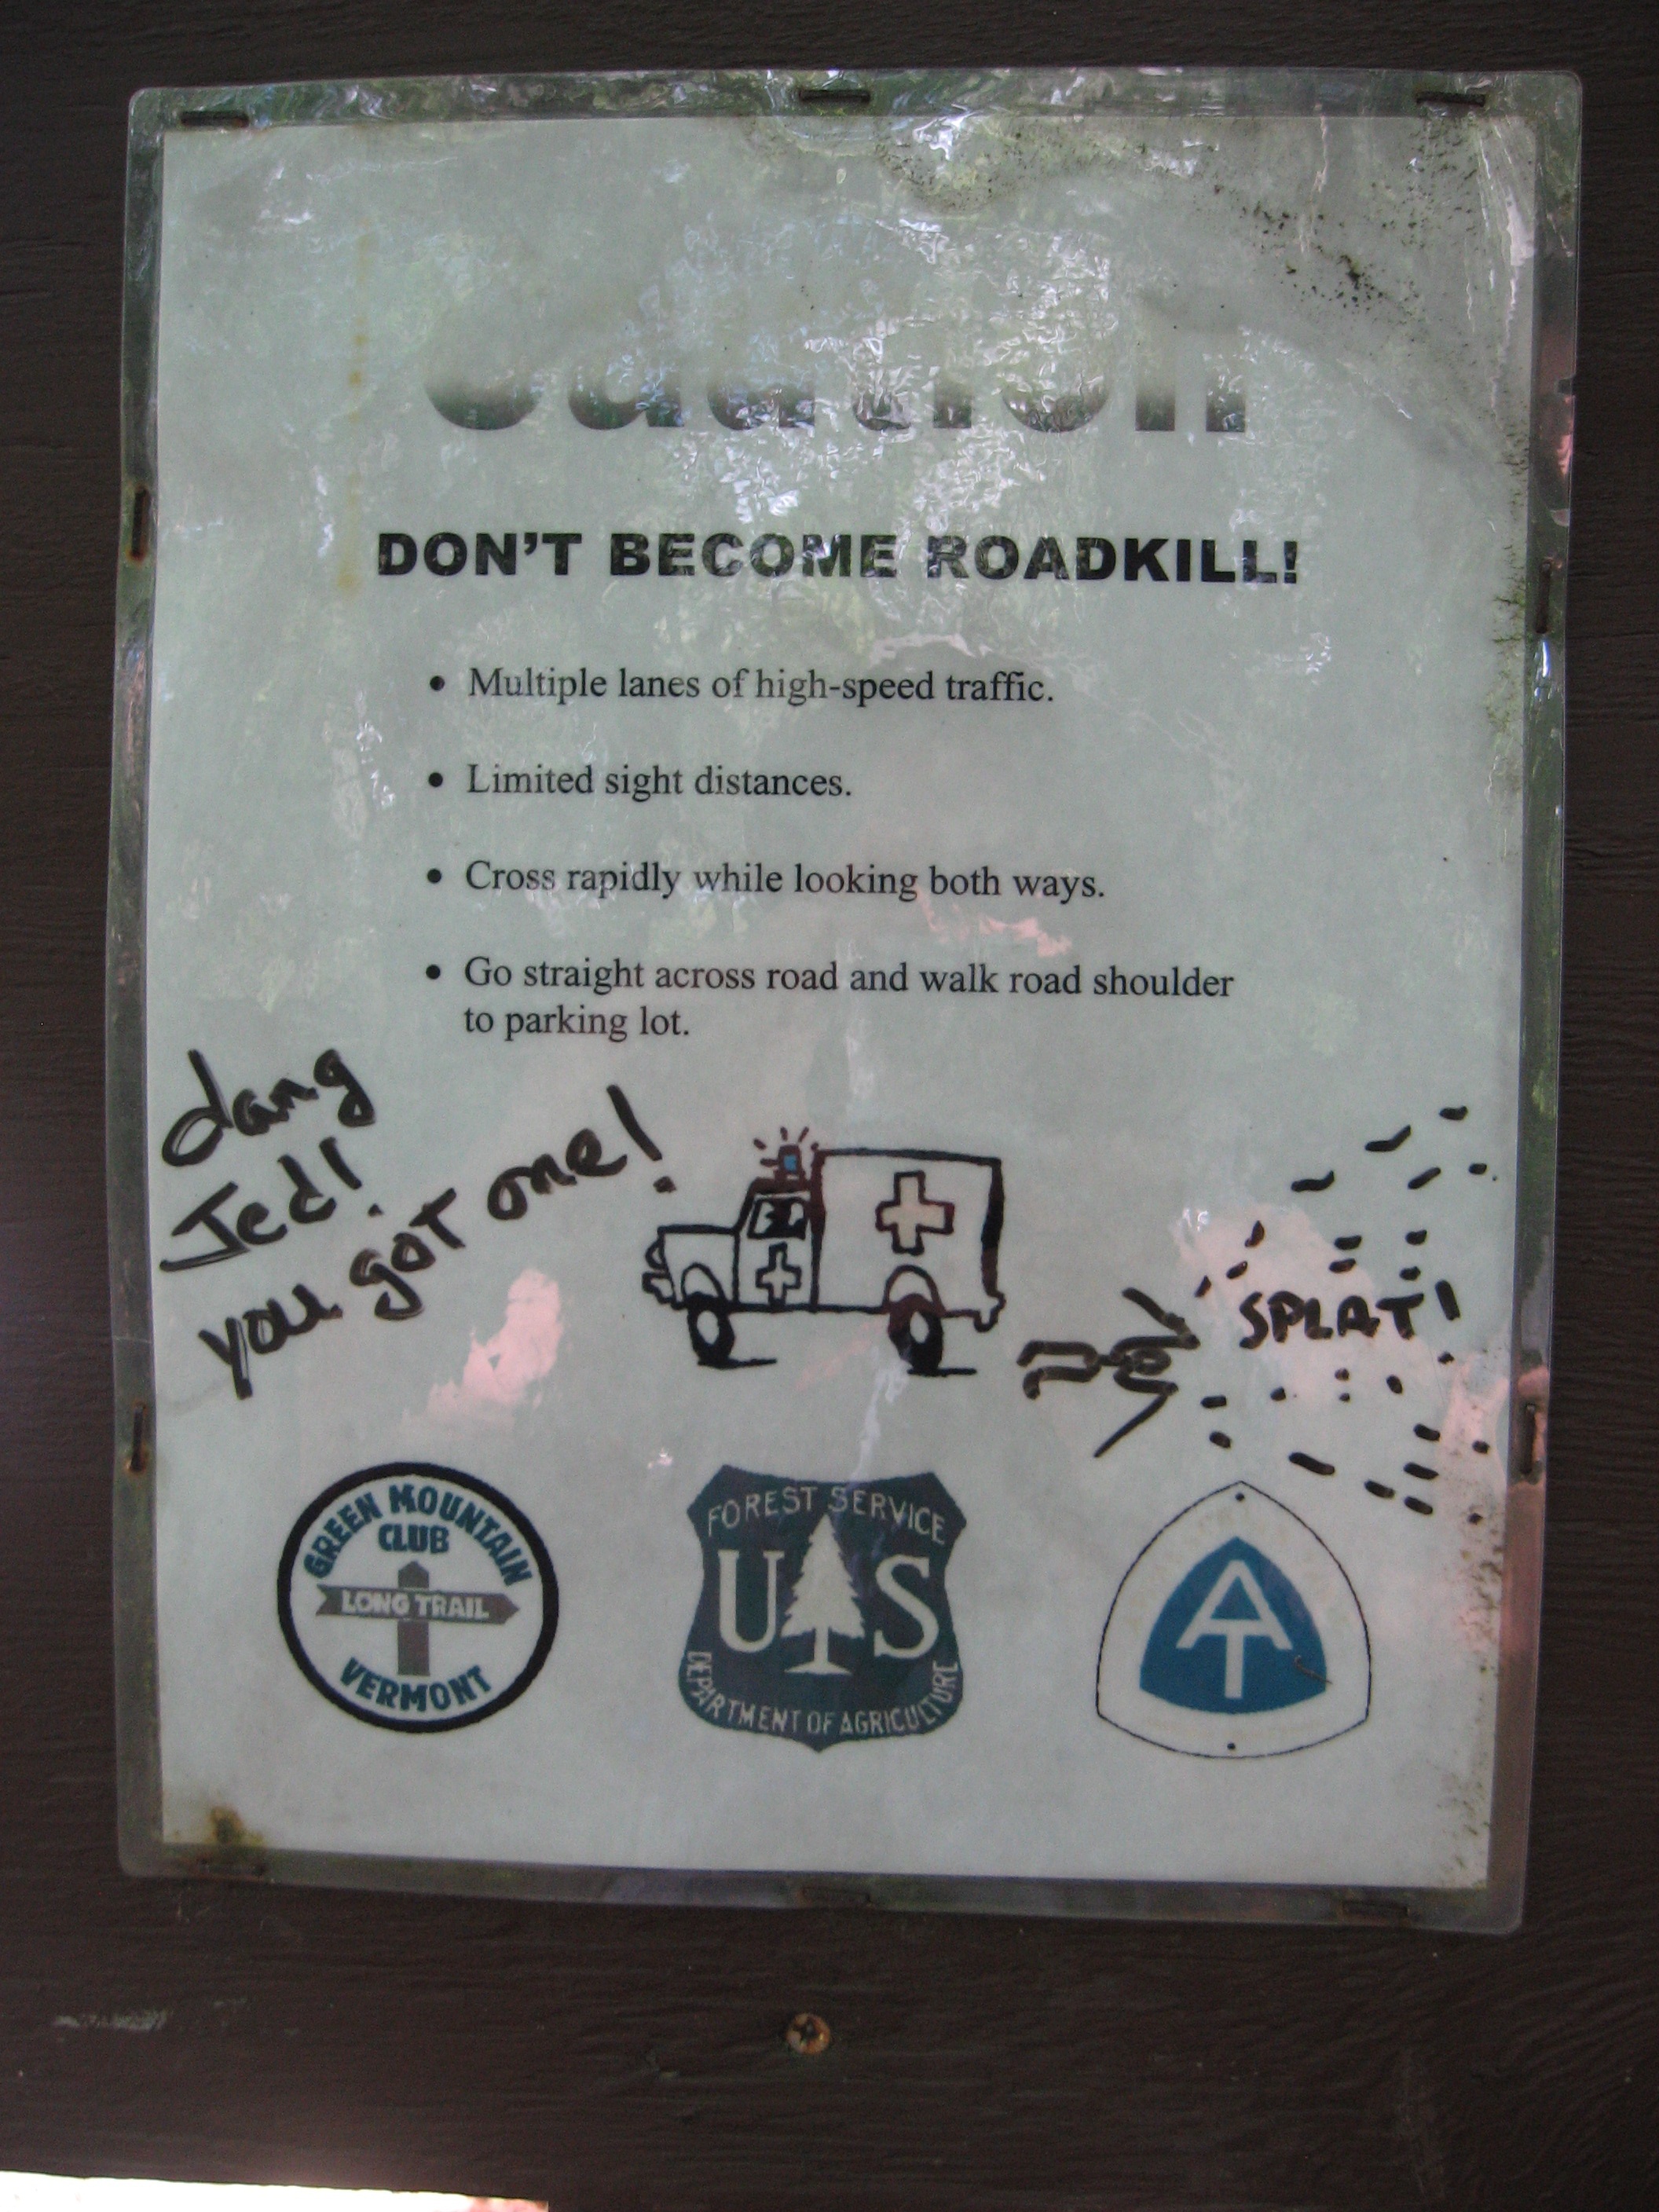 Caution
DON'T BECOME ROADKILL!
• Multiple lanes of high-speed traffic.
• Limited sight distances.
• Cross rapidly while looking both ways.
• Go straight across road and walk road shoulder
to parking lot.
dang
Jed!
you got one!
SPLAT!
GREEN MOUNTAIN
CLUB
LONG TRAIL
VERMONT
FOREST SERVICE
U S
DEPARTMENT OF AGRICULTURE
AT